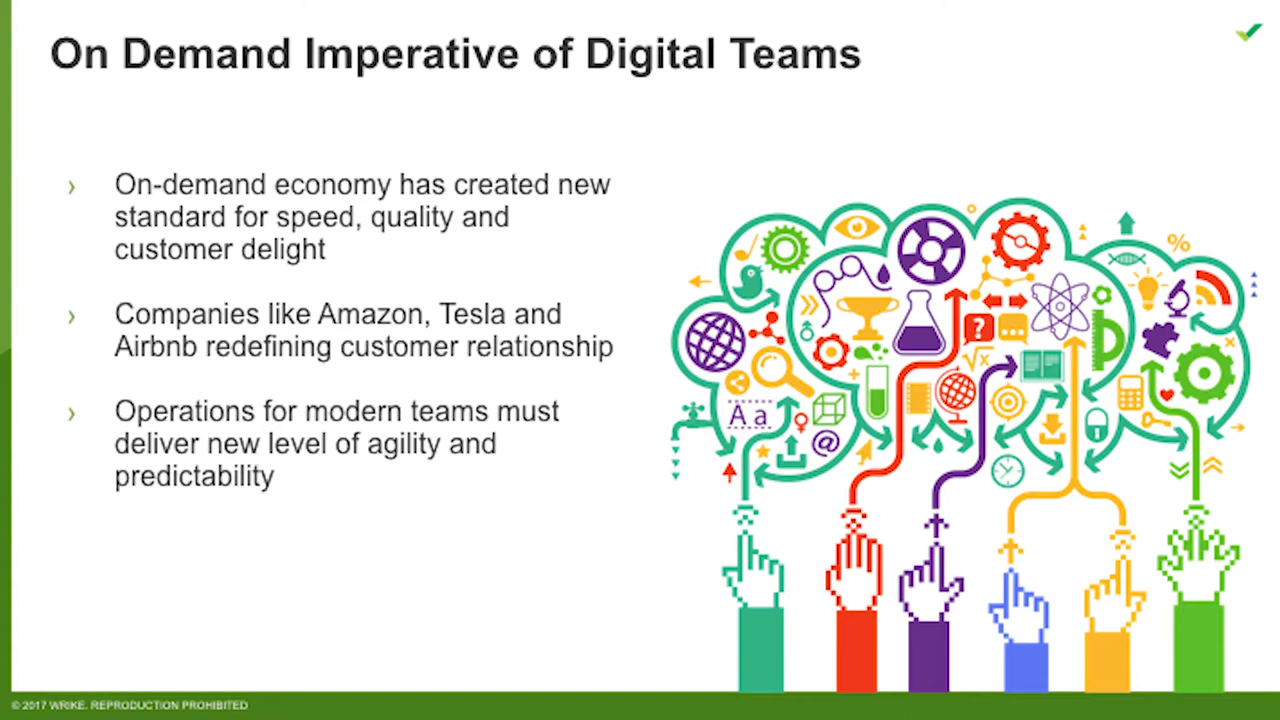 On Demand Imperative of Digital Teams
› On-demand economy has created new
standard for speed, quality and
customer delight
› Companies like Amazon, Tesla and
Airbnb redefining customer relationship
› Operations for modern teams must
deliver new level of agility and
predictability
%
?
√x
A a
@
© 2017 WRIKE. REPRODUCTION PROHIBITED